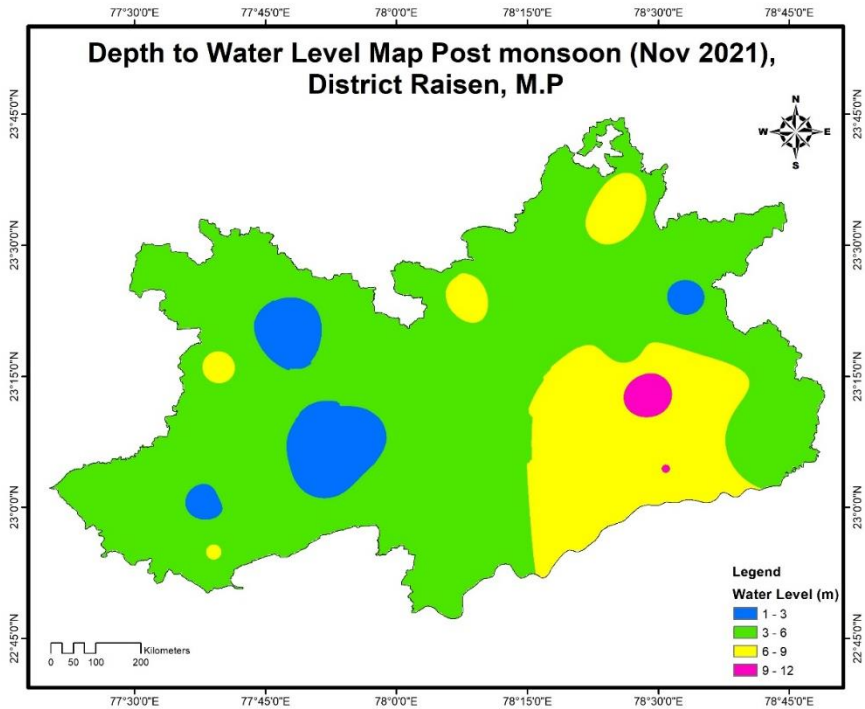 77°30'0"E 77°45'0"E 78°0'0"E 78°15'0"E 78°30'0"E 78°45'0"E
Depth to Water Level Map Post monsoon (Nov 2021),
District Raisen, M.P
N
W E
S
23°45'0"N 23°45'0"N
23°30'0"N 23°30'0"N
23°15'0"N 23°15'0"N
23°0'0"N 23°0'0"N
22°45'0"N 22°45'0"N
Legend
Water Level (m)
1 - 3
3 - 6
6 - 9
9 - 12
Kilometers
0 50 100 200
77°30'0"E 77°45'0"E 78°0'0"E 78°15'0"E 78°30'0"E 78°45'0"E